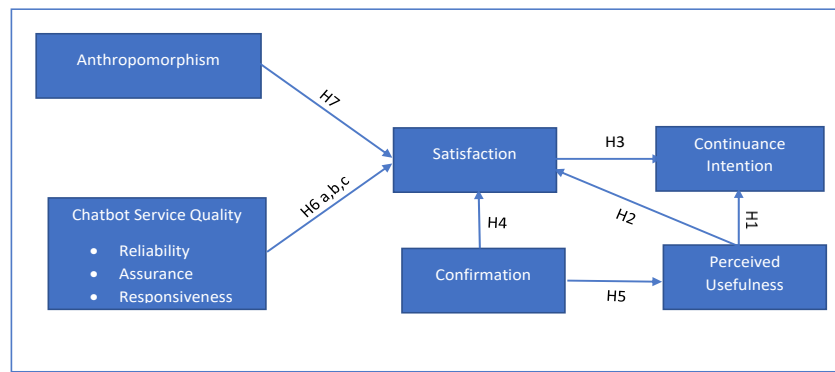 Anthropomorphism
H7
Satisfaction
H3
Continuance
Intention
H6 a,b,c
Chatbot Service Quality
• Reliability
• Assurance
• Responsiveness
H4
H2
H1
Confirmation
H5
Perceived
Usefulness